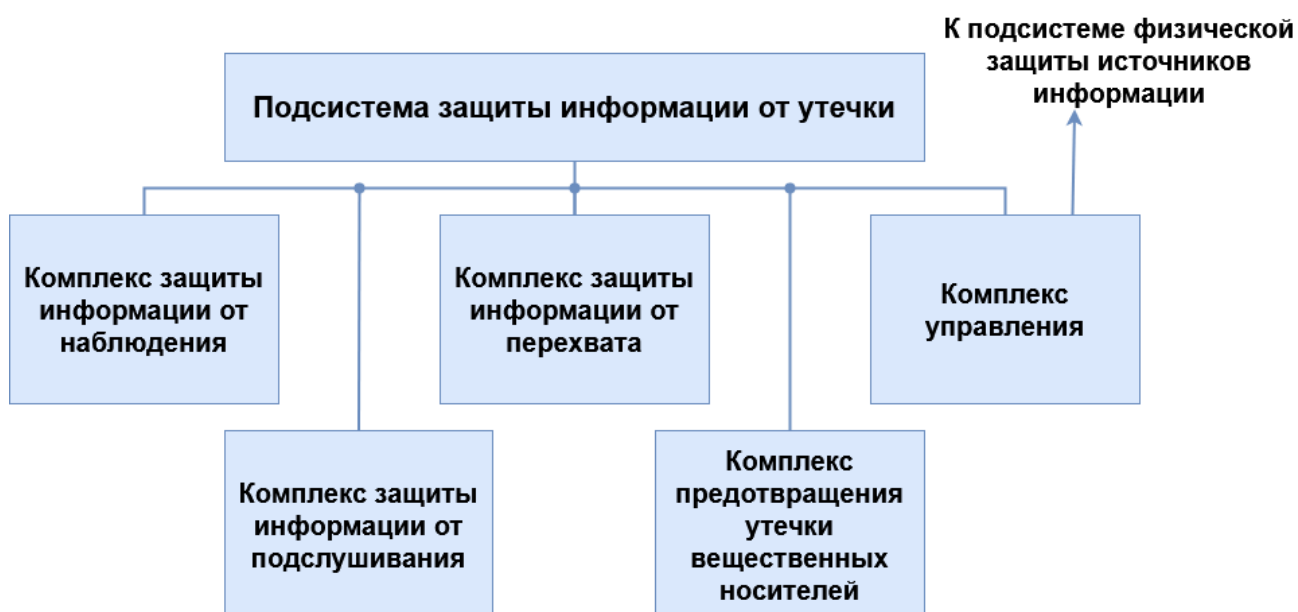 К подсистеме физической
защиты источников
информации
Подсистема защиты информации от утечки
Комплекс защиты
информации от
наблюдения
Комплекс защиты
информации от
перехвата
Комплекс
управления
Комплекс защиты
информации от
подслушивания
Комплекс
предотвращения
утечки
вещественных
носителей